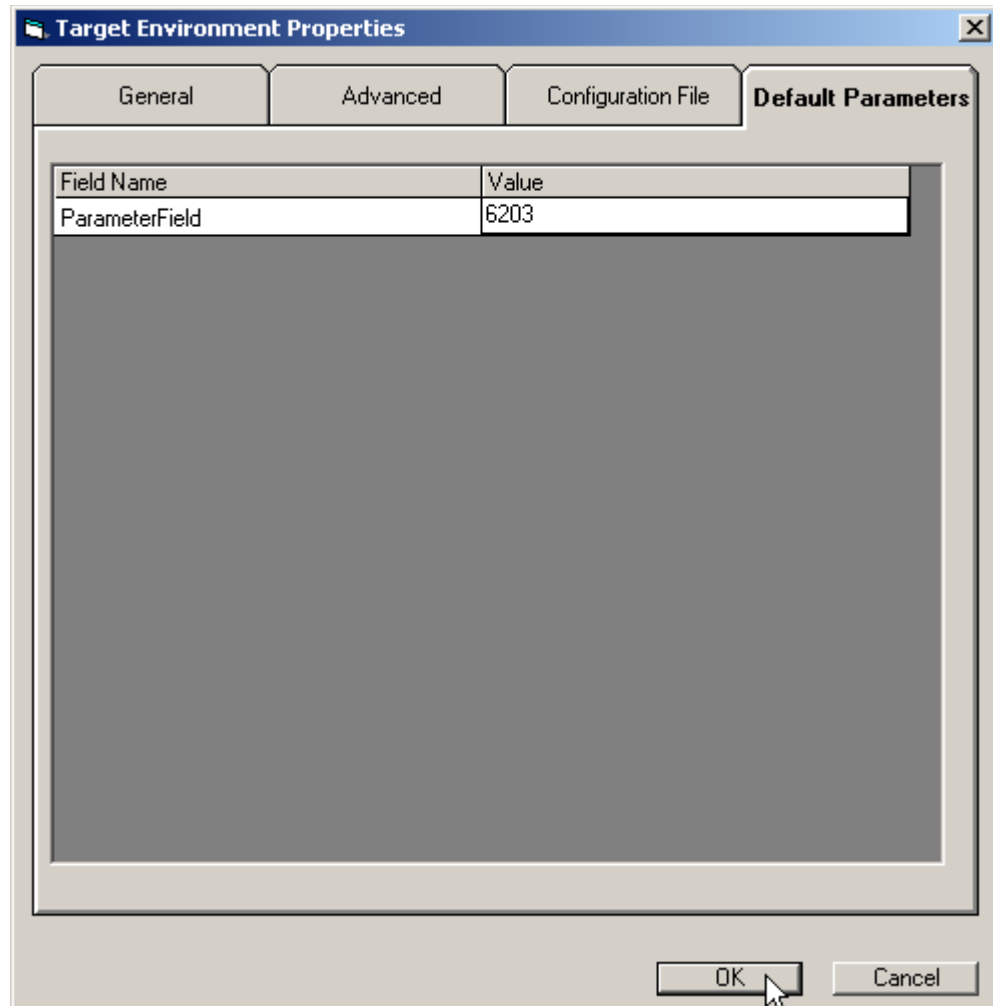 Target Environment Properties
General Advanced Configuration File Default Parameters
Field Name Value
ParameterField 6203
OK Cancel